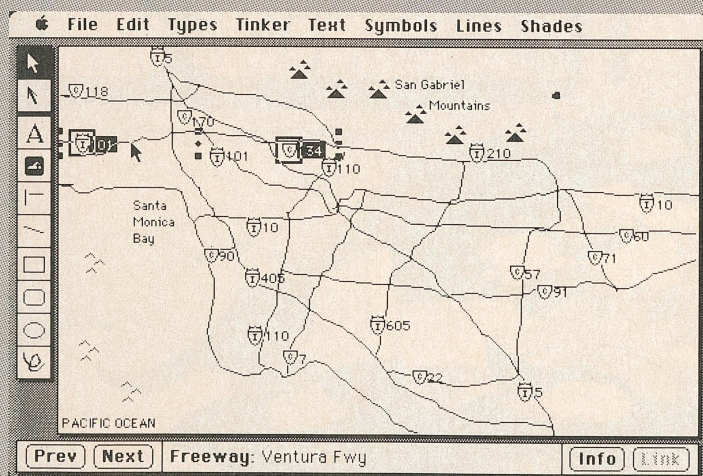 File Edit Types Tinker Text Symbols Lines Shades
I 5
C 118
San Gabriel
Mountains
C 170
A
I 101
I 101
C 134
I 210
I 110
Santa
Monica
Bay
I 10
I 10
C 60
C 90
C 71
I 405
C 57
C 91
I 110
I 605
C 7
C 22
I 5
PACIFIC OCEAN
Prev Next Freeway: Ventura Fwy Info Link